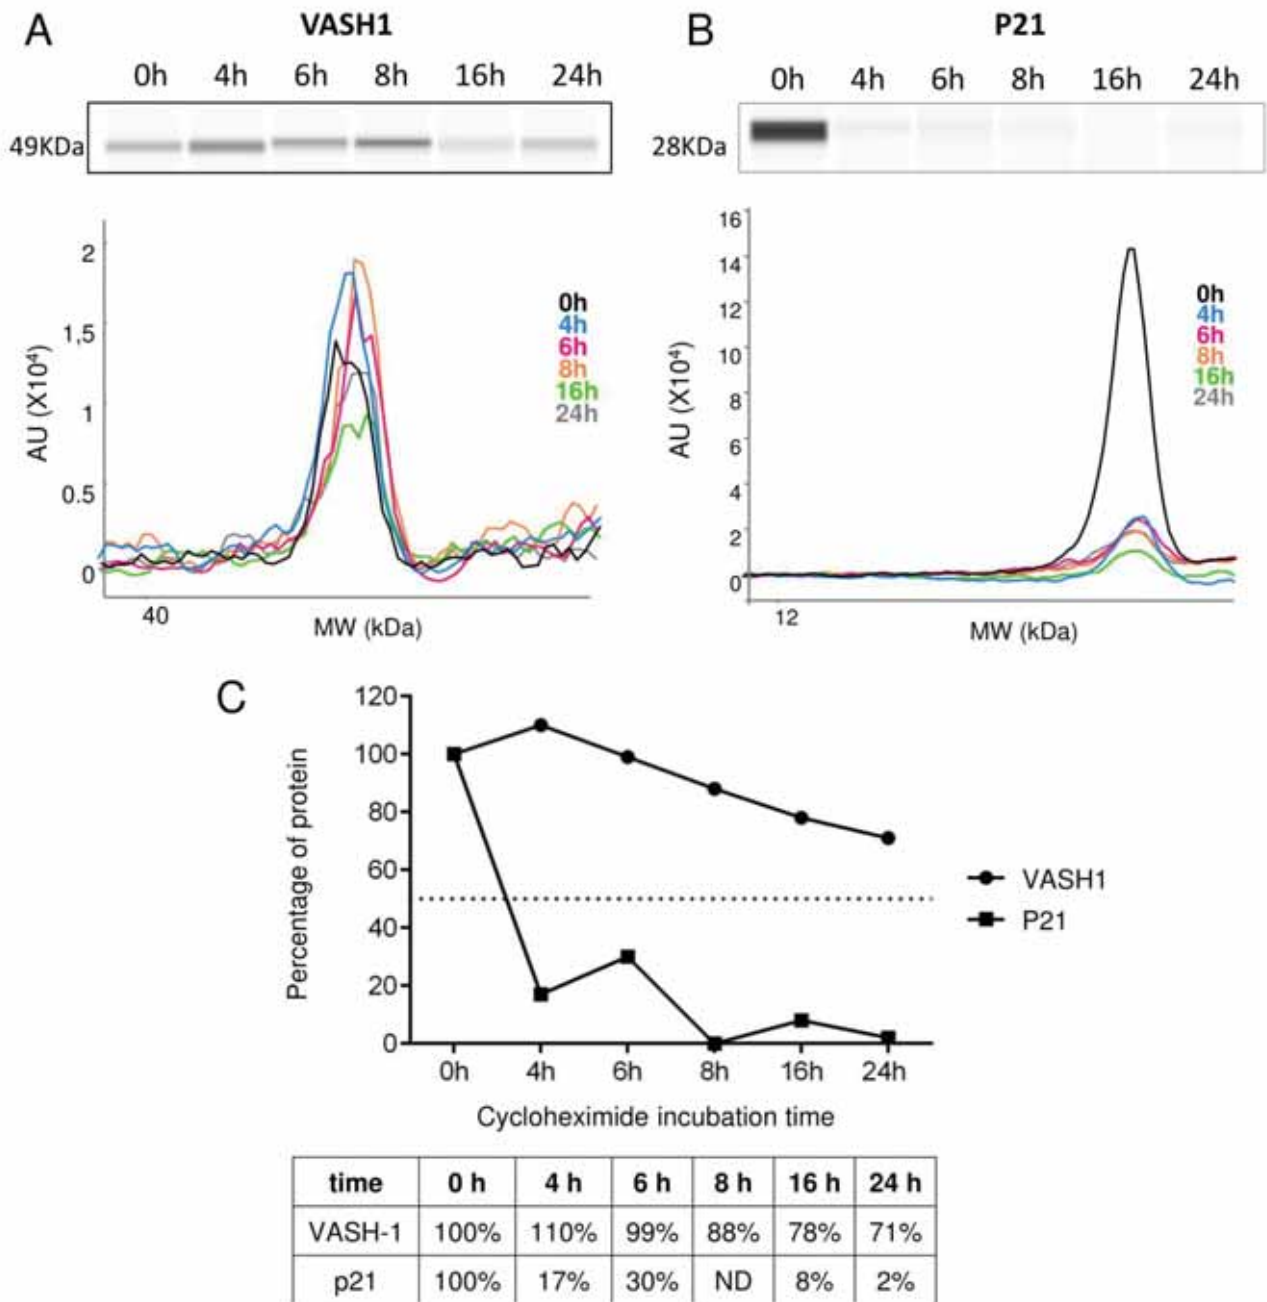 A VASH1
0h 4h 6h 8h 16h 24h
49KDa
2
1.5
1
0.5
0
AU (X10⁴)
0h
4h
6h
8h
16h
24h
40
MW (kDa)
B P21
0h 4h 6h 8h 16h 24h
28KDa
16
14
12
10
8
6
4
2
0
AU (X10⁴)
0h
4h
6h
8h
16h
24h
12
MW (kDa)
C
120
100
80
60
40
20
0
Percentage of protein
0h 4h 6h 8h 16h 24h
Cycloheximide incubation time
VASH1
P21
time 0 h 4 h 6 h 8 h 16 h 24 h
VASH-1 100% 110% 99% 88% 78% 71%
p21 100% 17% 30% ND 8% 2%